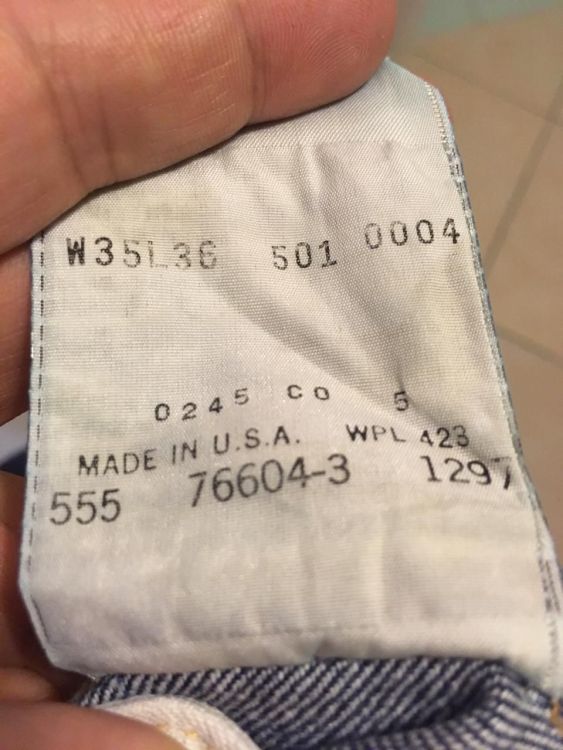 W35L36 501 0004
0245 CO 5
MADE IN U.S.A. WPL 423
555 76604-3 1297